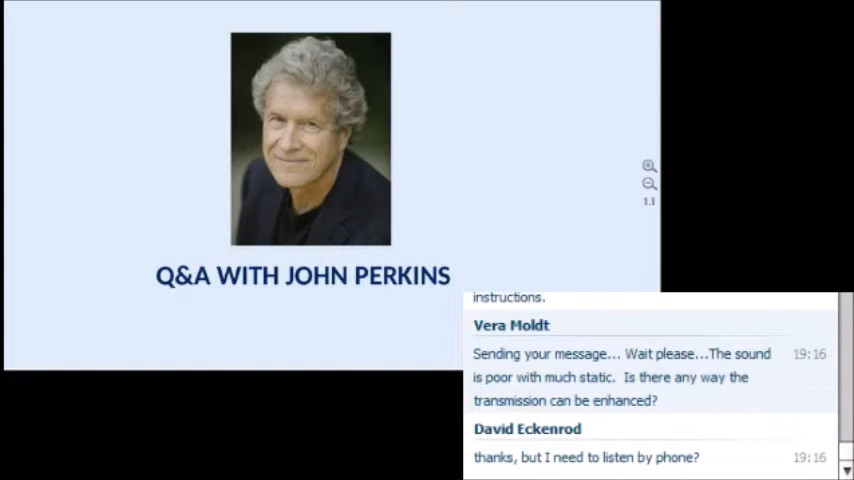 1.1
Q&A WITH JOHN PERKINS
instructions.
Vera Moldt
Sending your message... Wait please...The sound 19:16
is poor with much static. Is there any way the
transmission can be enhanced?
David Eckenrod
thanks, but I need to listen by phone? 19:16